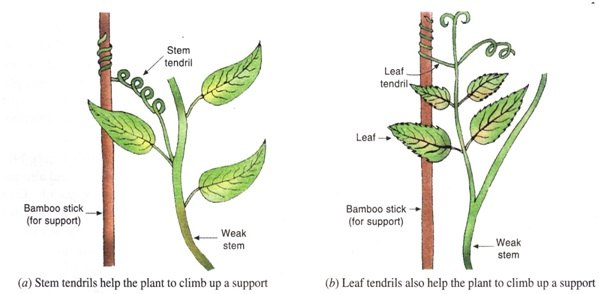 Stem
tendril
Bamboo stick
(for support)
Weak
stem
(a) Stem tendrils help the plant to climb up a support
Leaf
tendril
Leaf
Bamboo stick
(for support)
Weak
stem
(b) Leaf tendrils also help the plant to climb up a support